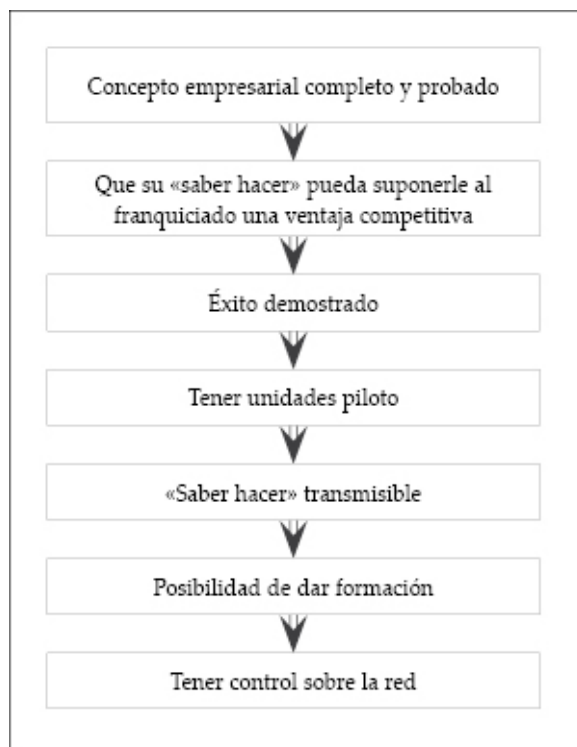 Concepto empresarial completo y probado
Que su «saber hacer» pueda suponerle al
franquiciado una ventaja competitiva
Éxito demostrado
Tener unidades piloto
«Saber hacer» transmisible
Posibilidad de dar formación
Tener control sobre la red